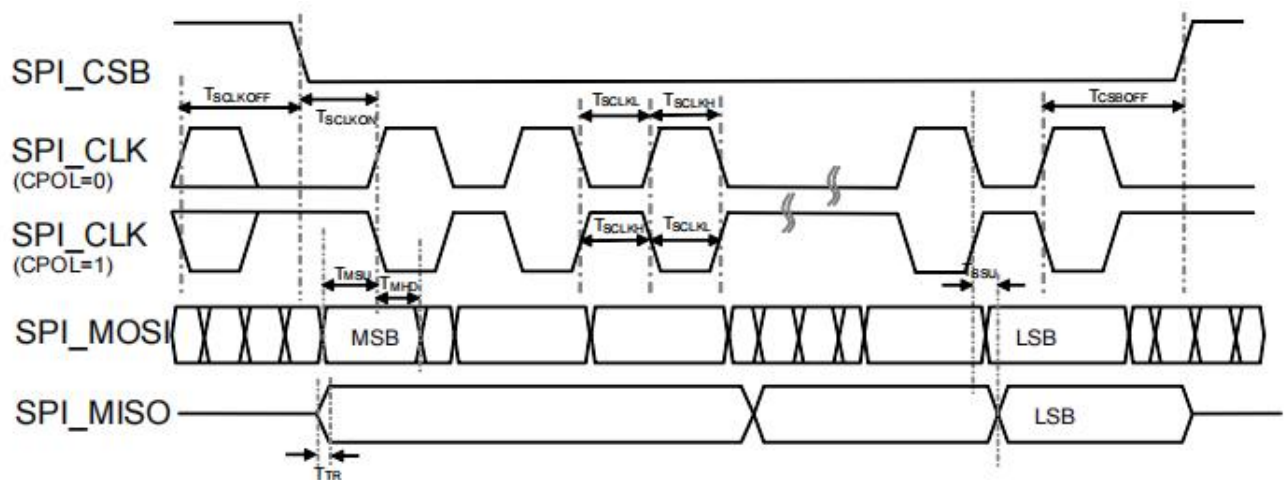 SPI_CSB
TSCLKOFF
TSCLKON
TSCLKL
TSCLKH
TCSBOFF
SPI_CLK
(CPOL=0)
SPI_CLK
(CPOL=1)
TSCLKH
TSCLKL
TMSU
TMHD
TSSU
SPI_MOSI
MSB
LSB
SPI_MISO
LSB
TTR